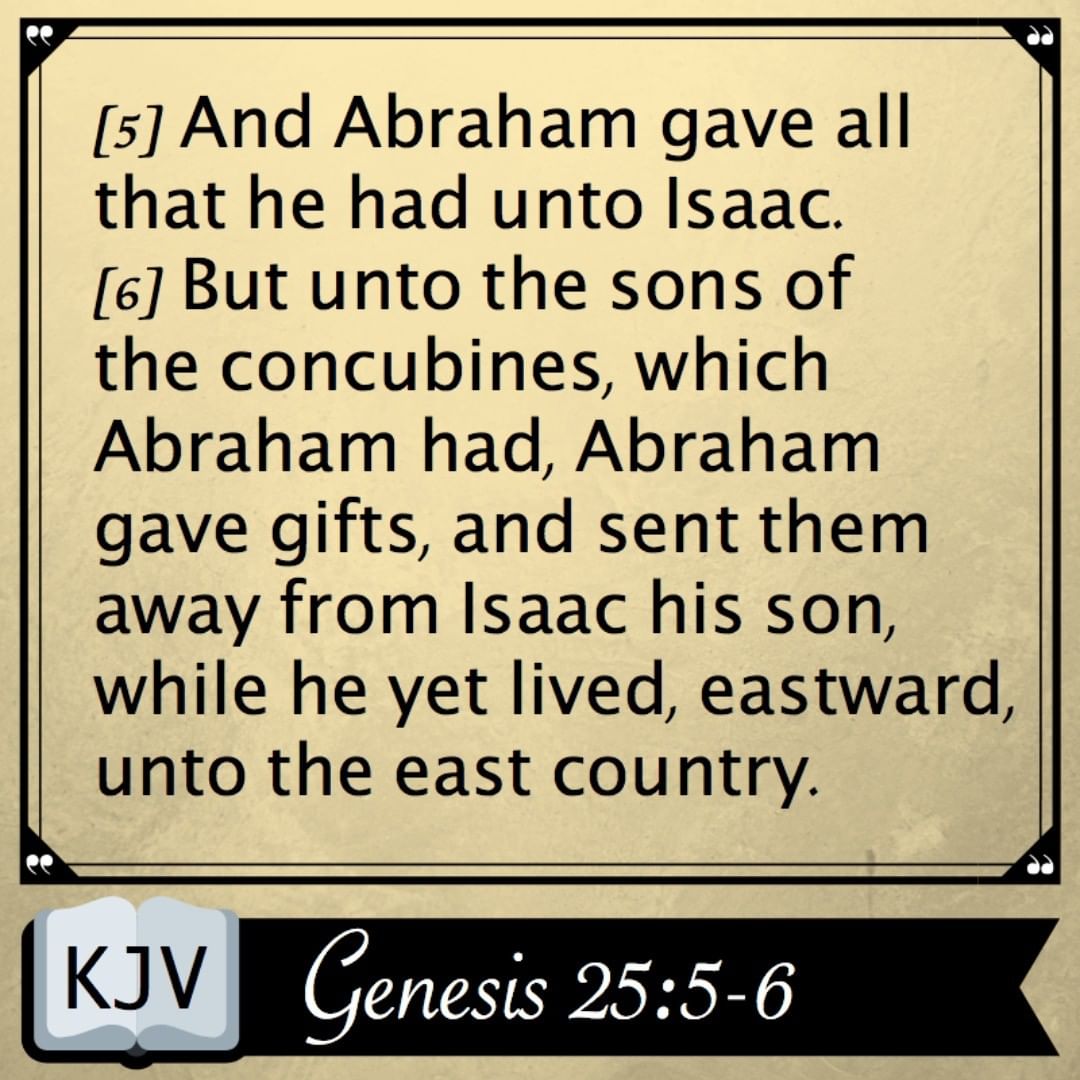 [5] And Abraham gave all
that he had unto Isaac.
[6] But unto the sons of
the concubines, which
Abraham had, Abraham
gave gifts, and sent them
away from Isaac his son,
while he yet lived, eastward,
unto the east country.
KJV Genesis 25:5-6